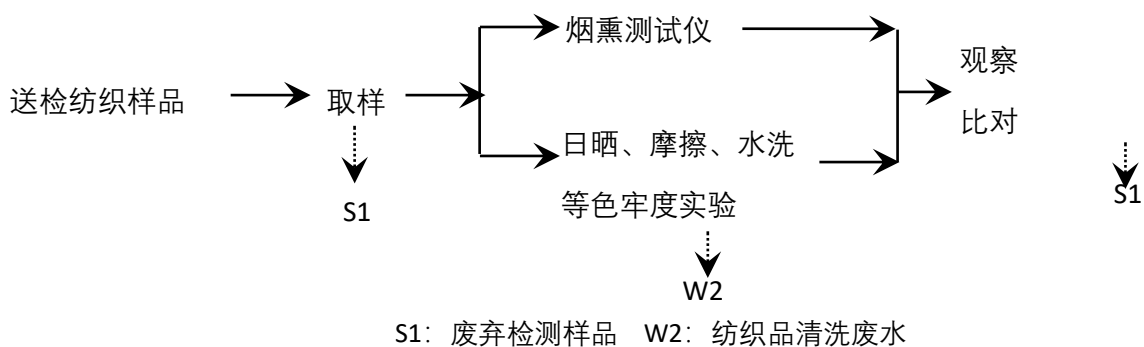 烟熏测试仪
送检纺织样品
取样
观察
比对
日晒、摩擦、水洗
等色牢度实验
S1
S1
W2
S1：废弃检测样品 W2：纺织品清洗废水